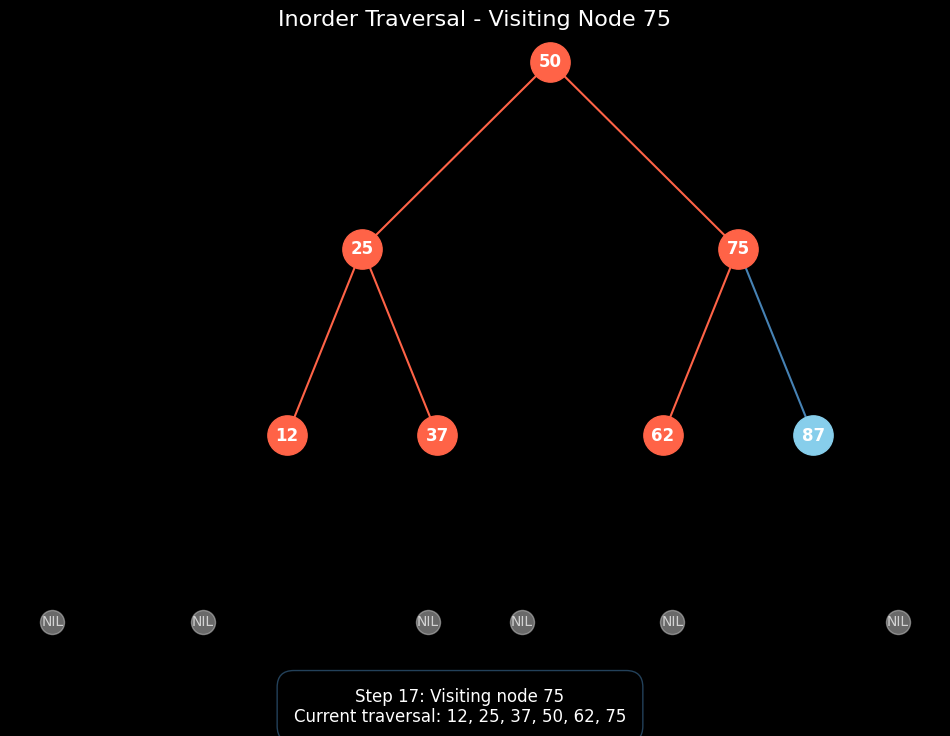 Inorder Traversal - Visiting Node 75
50
25
75
12
37
62
87
NIL
NIL
NIL
NIL
NIL
NIL
Step 17: Visiting node 75
Current traversal: 12, 25, 37, 50, 62, 75